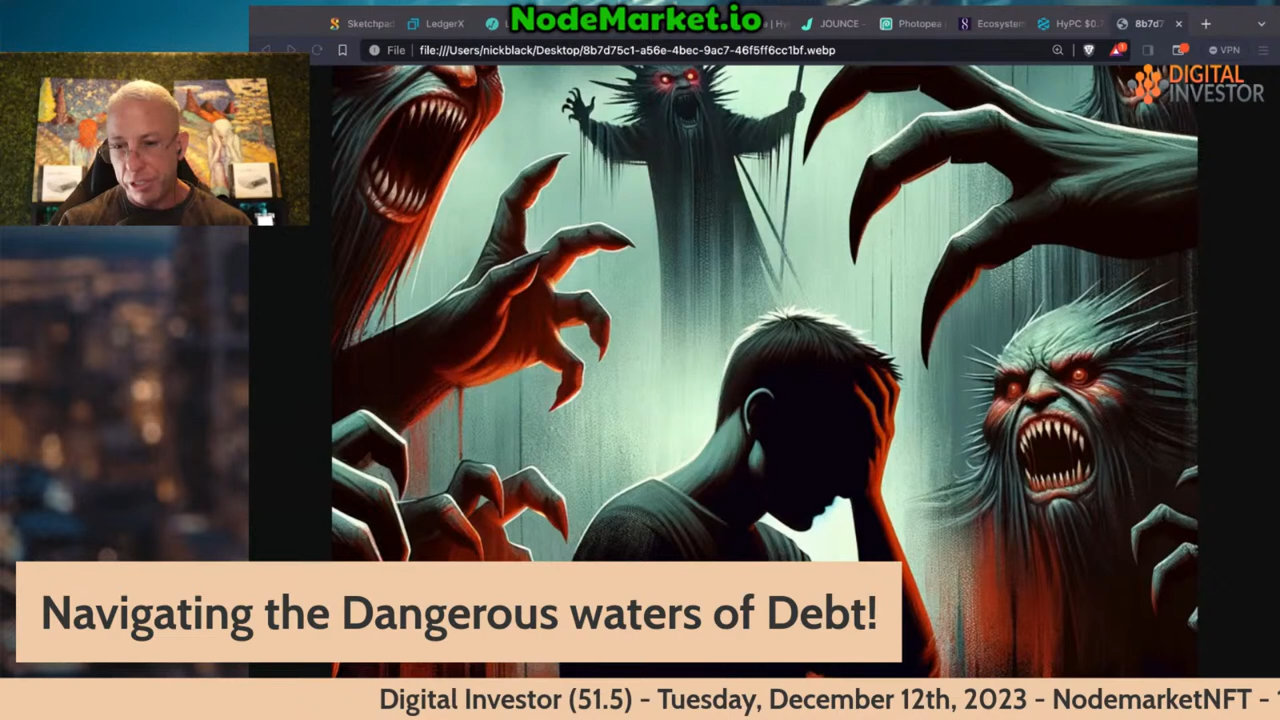 NodeMarket.io
Sketchpad
LedgerX
JOUNCE -
Photopea
Ecosystem
HyPC $0.
8b7d7
File
file:///Users/nickblack/Desktop/8b7d75c1-a56e-4bec-9ac7-46f5ff6cc1bf.webp
VPN
DIGITAL
INVESTOR
Navigating the Dangerous waters of Debt!
Digital Investor (51.5) - Tuesday, December 12th, 2023 - NodemarketNFT -